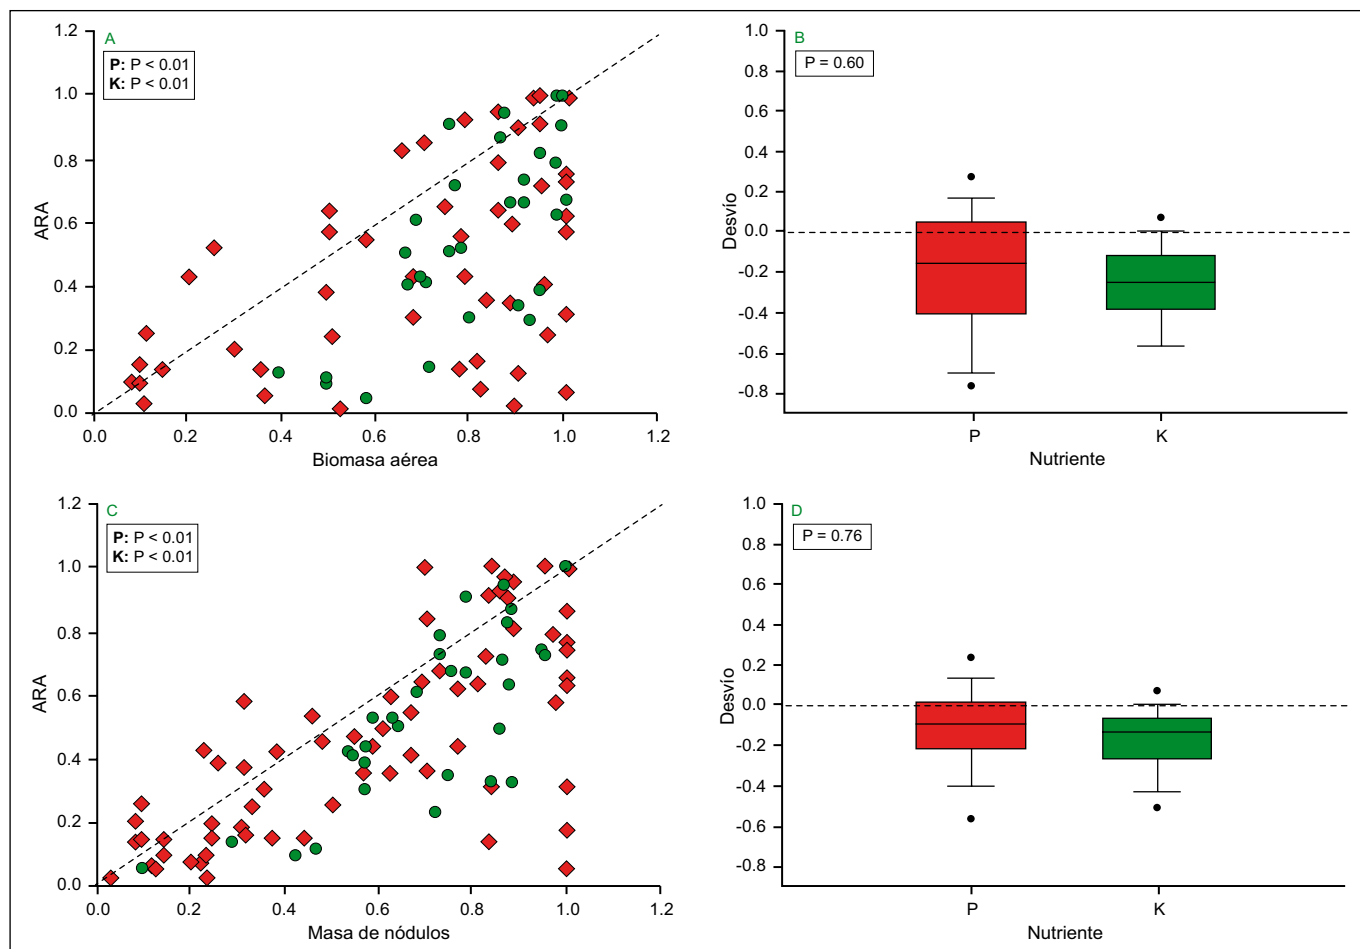 A
P: P < 0.01
K: P < 0.01
1.2
1.0
0.8
0.6
0.4
0.2
0.0
ARA
0.0 0.2 0.4 0.6 0.8 1.0 1.2
Biomasa aérea
B
P = 0.60
1.0
0.8
0.6
0.4
0.2
0.0
-0.2
-0.4
-0.6
-0.8
Desvío
P K
Nutriente
C
P: P < 0.01
K: P < 0.01
1.2
1.0
0.8
0.6
0.4
0.2
0.0
ARA
0.0 0.2 0.4 0.6 0.8 1.0 1.2
Masa de nódulos
D
P = 0.76
1.0
0.8
0.6
0.4
0.2
0.0
-0.2
-0.4
-0.6
-0.8
Desvío
P K
Nutriente